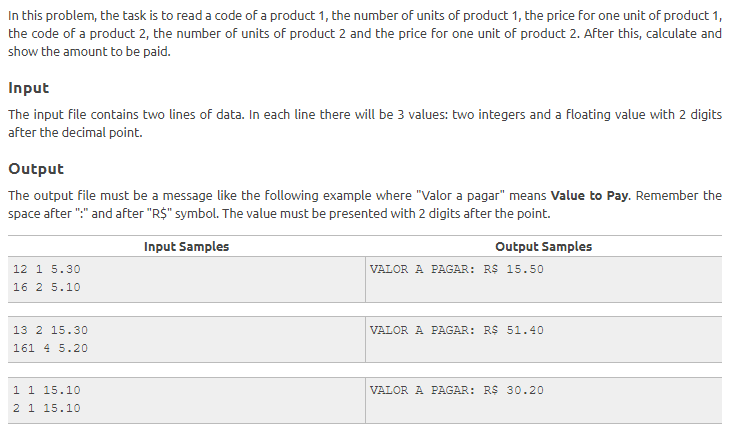 In this problem, the task is to read a code of a product 1, the number of units of product 1, the price for one unit of product 1,
the code of a product 2, the number of units of product 2 and the price for one unit of product 2. After this, calculate and
show the amount to be paid.
Input
The input file contains two lines of data. In each line there will be 3 values: two integers and a floating value with 2 digits
after the decimal point.
Output
The output file must be a message like the following example where "Valor a pagar" means Value to Pay. Remember the
space after ":" and after "R$" symbol. The value must be presented with 2 digits after the point.
Input Samples Output Samples
12 1 5.30 VALOR A PAGAR: R$ 15.50
16 2 5.10
13 2 15.30 VALOR A PAGAR: R$ 51.40
161 4 5.20
1 1 15.10 VALOR A PAGAR: R$ 30.20
2 1 15.10